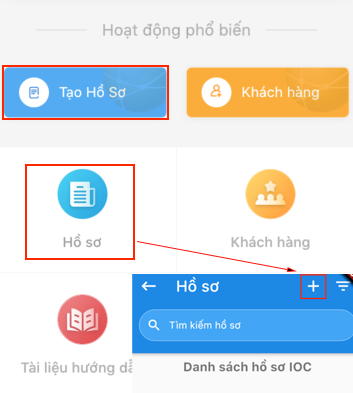 Hoạt động phổ biến
Tạo Hồ Sơ
Khách hàng
Hồ sơ
Khách hàng
Tài liệu hướng dẫ
Hồ sơ
Tìm kiếm hồ sơ
Danh sách hồ sơ IOC